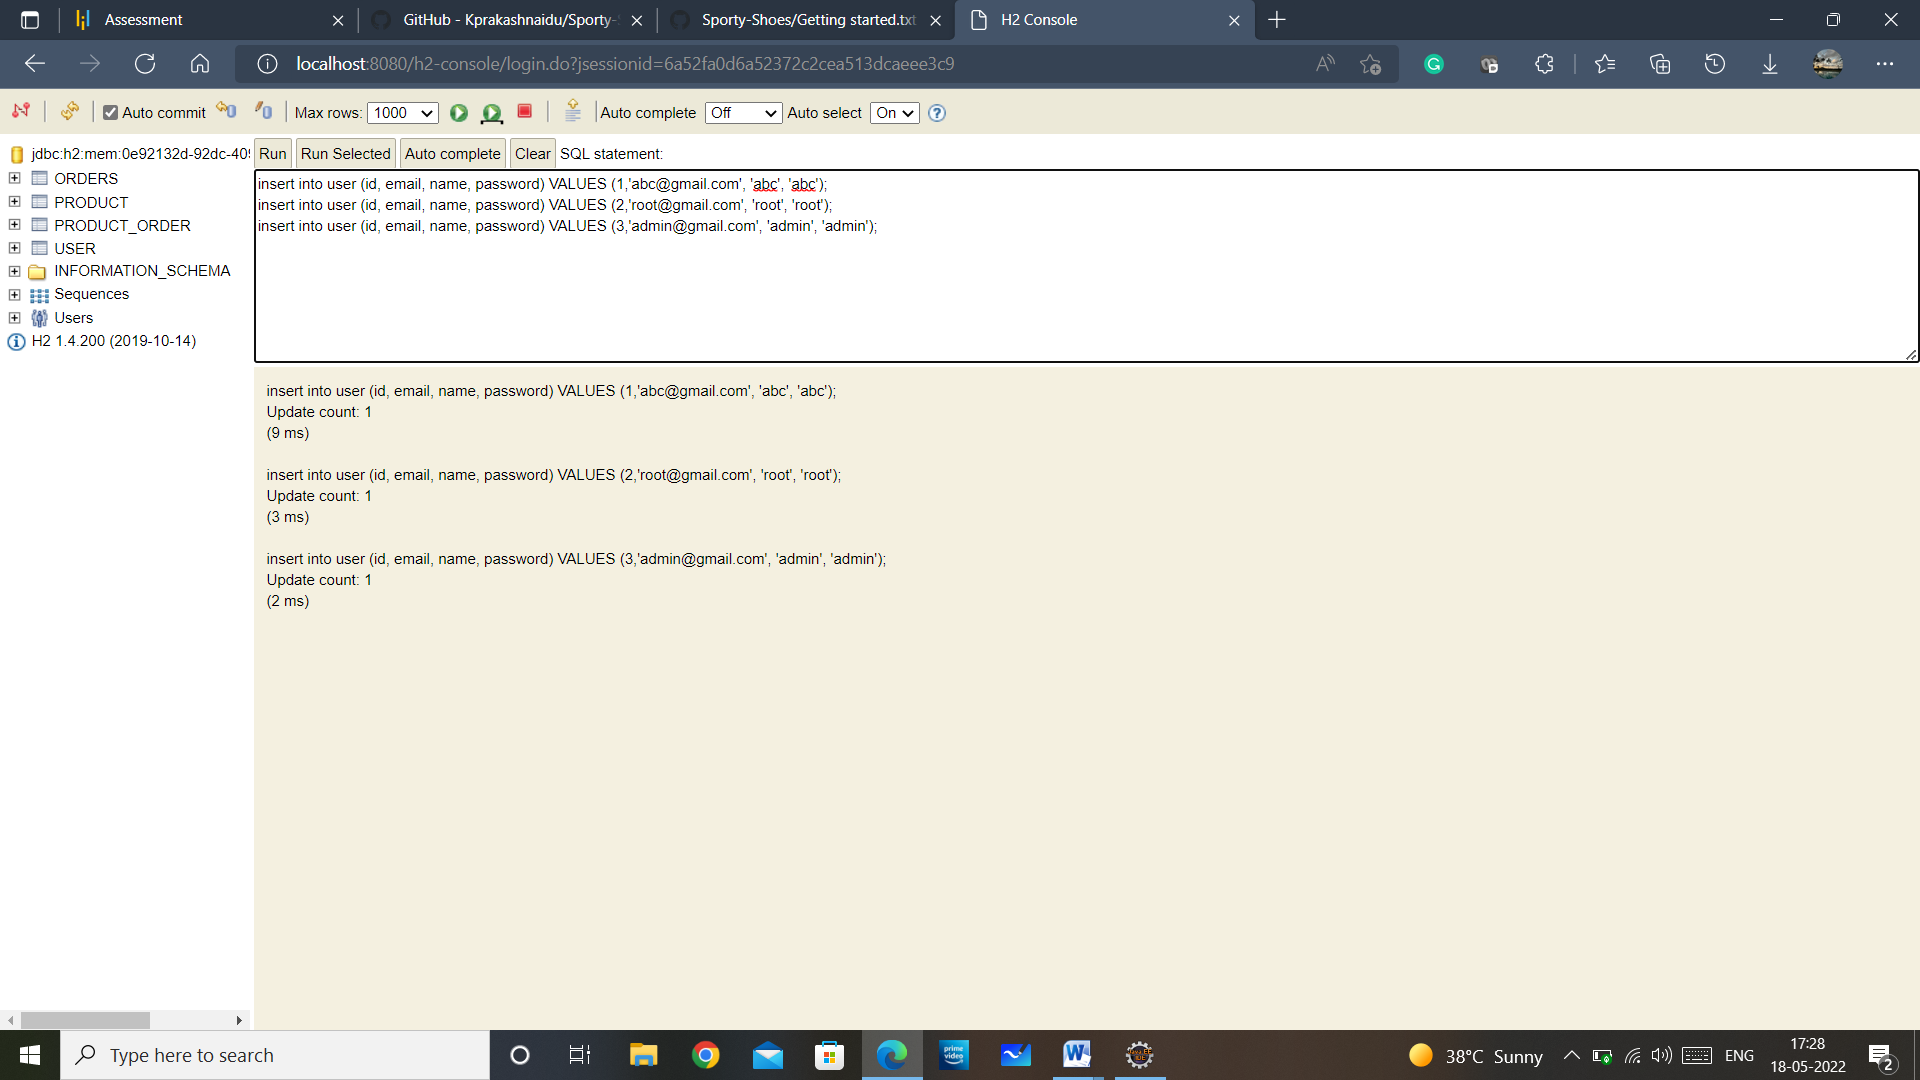 Assessment
GitHub - Kprakashnaidu/Sporty-
Sporty-Shoes/Getting started.txt
H2 Console
localhost:8080/h2-console/login.do?jsessionid=6a52fa0d6a52372c2cea513dcaeee3c9
Auto commit
Max rows: 1000
Auto complete Off
Auto select On
jdbc:h2:mem:0e92132d-92dc-409
ORDERS
PRODUCT
PRODUCT_ORDER
USER
INFORMATION_SCHEMA
Sequences
Users
H2 1.4.200 (2019-10-14)
Run Run Selected Auto complete Clear SQL statement:
insert into user (id, email, name, password) VALUES (1,'abc@gmail.com', 'abc', 'abc');
insert into user (id, email, name, password) VALUES (2,'root@gmail.com', 'root', 'root');
insert into user (id, email, name, password) VALUES (3,'admin@gmail.com', 'admin', 'admin');
insert into user (id, email, name, password) VALUES (1,'abc@gmail.com', 'abc', 'abc');
Update count: 1
(9 ms)
insert into user (id, email, name, password) VALUES (2,'root@gmail.com', 'root', 'root');
Update count: 1
(3 ms)
insert into user (id, email, name, password) VALUES (3,'admin@gmail.com', 'admin', 'admin');
Update count: 1
(2 ms)
Type here to search
prime video
38°C Sunny
ENG
17:28
18-05-2022
2